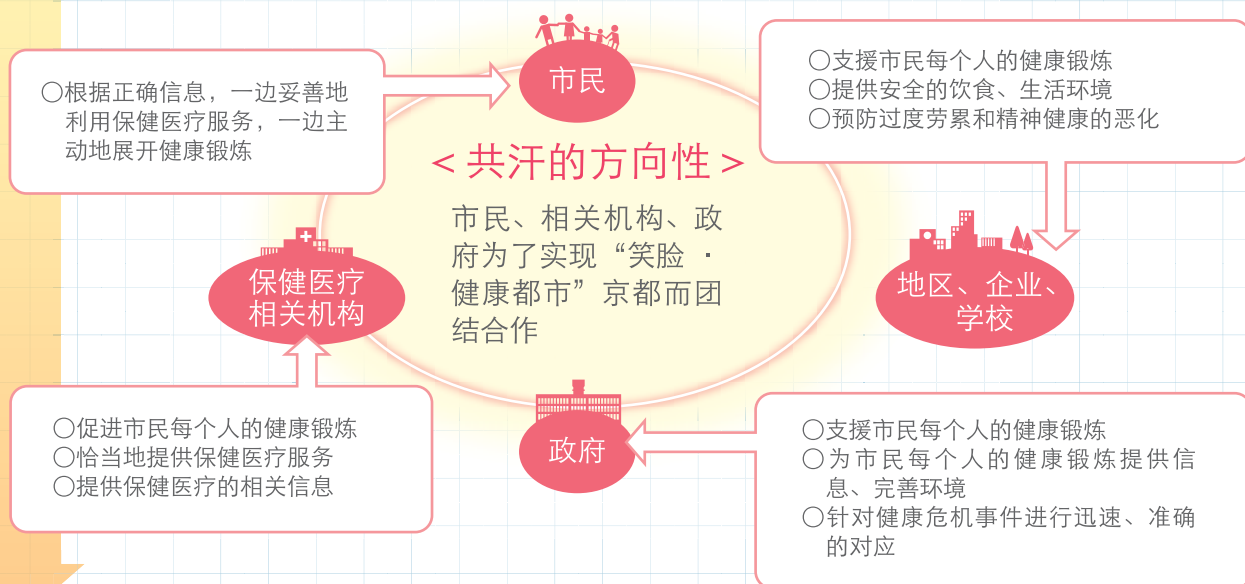 市民
○根据正确信息，一边妥善地
利用保健医疗服务，一边主
动地展开健康锻炼
○支援市民每个人的健康锻炼
○提供安全的饮食、生活环境
○预防过度劳累和精神健康的恶化
＜共汗的方向性＞
市民、相关机构、政
府为了实现“笑脸 ·
健康都市”京都而团
结合作
保健医疗
相关机构
地区、企业、
学校
政府
○促进市民每个人的健康锻炼
○恰当地提供保健医疗服务
○提供保健医疗的相关信息
○支援市民每个人的健康锻炼
○为市民每个人的健康锻炼提供信
息、完善环境
○针对健康危机事件进行迅速、准确
的对应